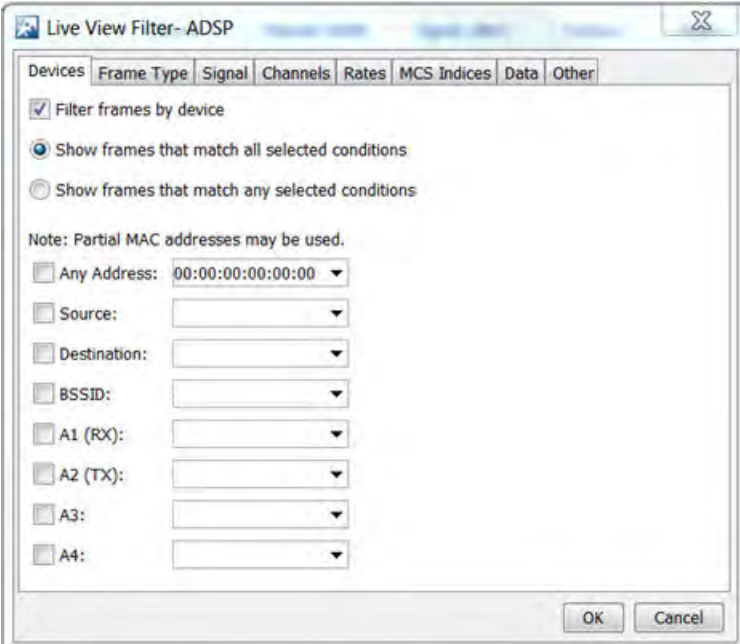 Live View Filter- ADSP
Devices Frame Type Signal Channels Rates MCS Indices Data Other
Filter frames by device
Show frames that match all selected conditions
Show frames that match any selected conditions
Note: Partial MAC addresses may be used.
Any Address: 00:00:00:00:00:00
Source:
Destination:
BSSID:
A1 (RX):
A2 (TX):
A3:
A4:
OK Cancel